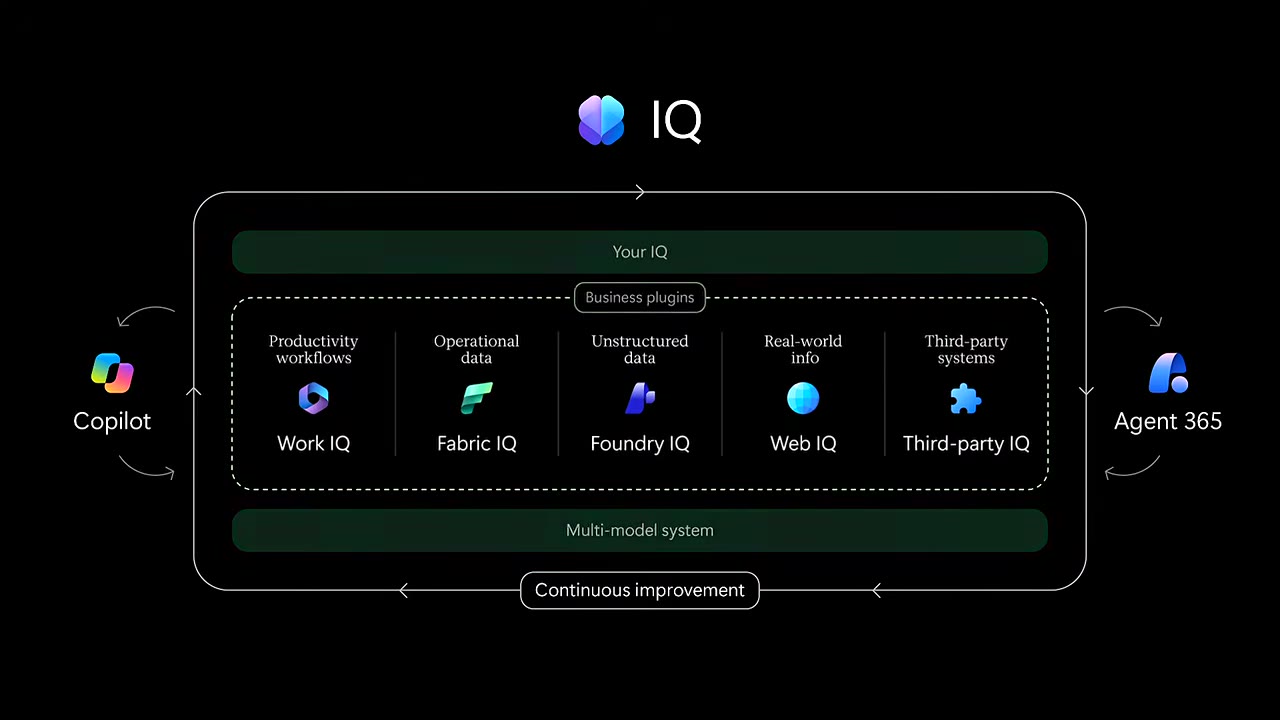 IQ
Your IQ
Business plugins
Productivity
workflows
Work IQ
Operational
data
Fabric IQ
Unstructured
data
Foundry IQ
Real-world
info
Web IQ
Third-party
systems
Third-party IQ
Copilot
Agent 365
Multi-model system
Continuous improvement